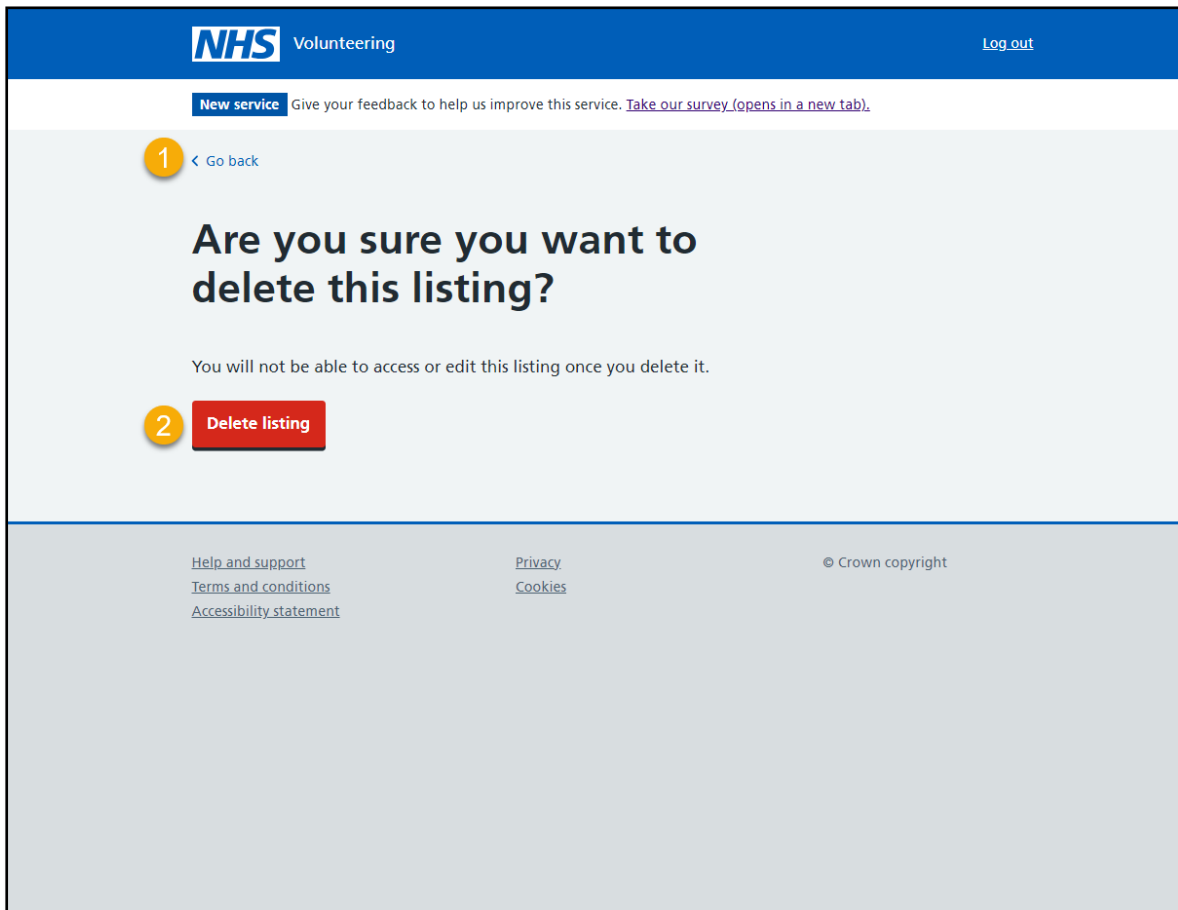 NHS Volunteering Log out
New service Give your feedback to help us improve this service. Take our survey (opens in a new tab).
1 Go back
Are you sure you want to
delete this listing?
You will not be able to access or edit this listing once you delete it.
2 Delete listing
Help and support Privacy © Crown copyright
Terms and conditions Cookies
Accessibility statement